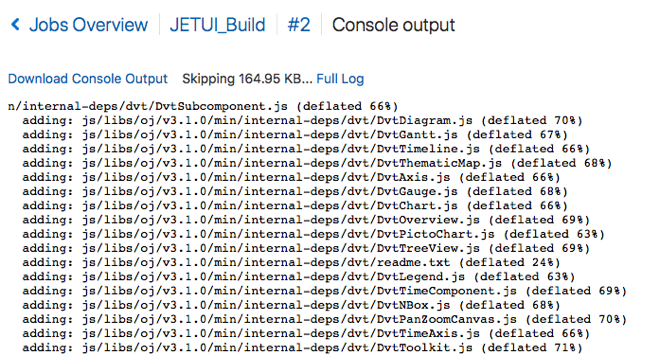 Jobs Overview JETUI_Build #2 Console output
Download Console Output Skipping 164.95 KB... Full Log
n/internal-deps/dvt/DvtSubcomponent.js (deflated 66%)
adding: js/libs/oj/v3.1.0/min/internal-deps/dvt/DvtDiagram.js (deflated 70%)
adding: js/libs/oj/v3.1.0/min/internal-deps/dvt/DvtGantt.js (deflated 67%)
adding: js/libs/oj/v3.1.0/min/internal-deps/dvt/DvtTimeline.js (deflated 66%)
adding: js/libs/oj/v3.1.0/min/internal-deps/dvt/DvtThematicMap.js (deflated 68%)
adding: js/libs/oj/v3.1.0/min/internal-deps/dvt/DvtAxis.js (deflated 66%)
adding: js/libs/oj/v3.1.0/min/internal-deps/dvt/DvtGauge.js (deflated 68%)
adding: js/libs/oj/v3.1.0/min/internal-deps/dvt/DvtChart.js (deflated 66%)
adding: js/libs/oj/v3.1.0/min/internal-deps/dvt/DvtOverview.js (deflated 69%)
adding: js/libs/oj/v3.1.0/min/internal-deps/dvt/DvtPictoChart.js (deflated 63%)
adding: js/libs/oj/v3.1.0/min/internal-deps/dvt/DvtTreeView.js (deflated 69%)
adding: js/libs/oj/v3.1.0/min/internal-deps/dvt/readme.txt (deflated 24%)
adding: js/libs/oj/v3.1.0/min/internal-deps/dvt/DvtLegend.js (deflated 63%)
adding: js/libs/oj/v3.1.0/min/internal-deps/dvt/DvtTimeComponent.js (deflated 69%)
adding: js/libs/oj/v3.1.0/min/internal-deps/dvt/DvtNBox.js (deflated 68%)
adding: js/libs/oj/v3.1.0/min/internal-deps/dvt/DvtPanZoomCanvas.js (deflated 70%)
adding: js/libs/oj/v3.1.0/min/internal-deps/dvt/DvtTimeAxis.js (deflated 66%)
adding: js/libs/oj/v3.1.0/min/internal-deps/dvt/DvtToolkit.js (deflated 71%)